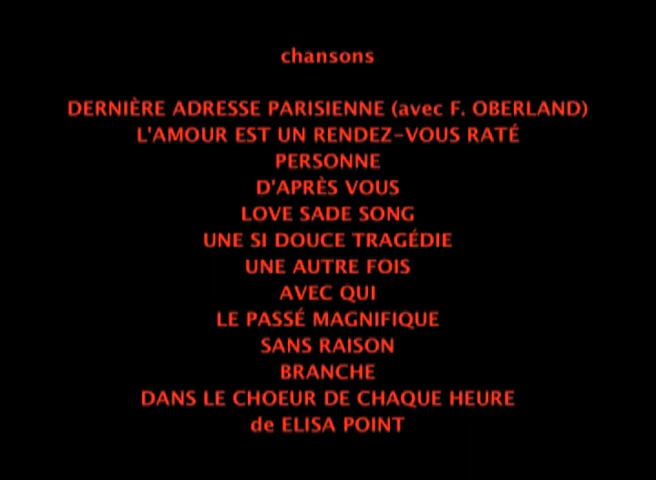 chansons
DERNIÈRE ADRESSE PARISIENNE (avec F. OBERLAND)
L'AMOUR EST UN RENDEZ-VOUS RATÉ
PERSONNE
D'APRÈS VOUS
LOVE SADE SONG
UNE SI DOUCE TRAGÉDIE
UNE AUTRE FOIS
AVEC QUI
LE PASSÉ MAGNIFIQUE
SANS RAISON
BRANCHE
DANS LE CHOEUR DE CHAQUE HEURE
de ELISA POINT